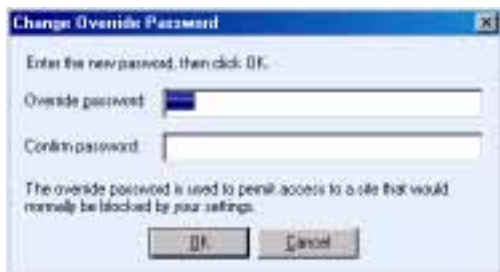 Change Override Password
Enter the new password, then click OK.
Override password:
Confirm password:
The override password is used to permit access to a site that would
normally be blocked by your settings.
OK
Cancel